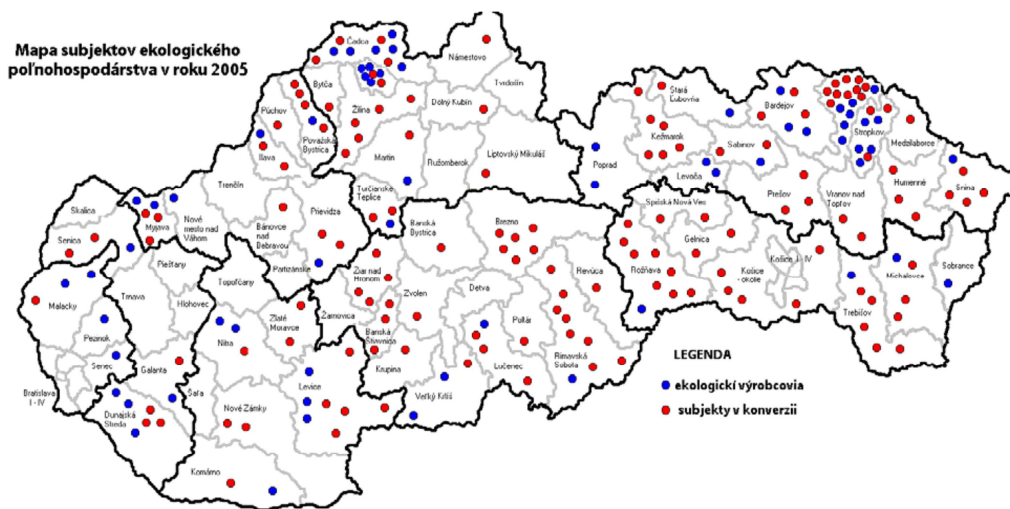 Mapa subjektov ekologického
poľnohospodárstva v roku 2005
Čadca
Námestovo
Tvrdošín
Bytča
Žilina
Dolný Kubín
Púchov
Považská
Bystrica
Ilava
Martin
Ružomberok
Liptovský Mikuláš
Stará
Ľubovňa
Kežmarok
Poprad
Levoča
Sabinov
Bardejov
Stropkov
Medzilaborce
Humenné
Snina
Prešov
Vranov nad
Topľov
Trenčín
Turčianské
Teplice
Prievidza
Bánovce
nad
Bebravou
Partizánske
Skalica
Senica
Myjava
Nové
mesto nad
Váhom
Piešťany
Topoľčany
Hlohovec
Trnava
Malacky
Pezinok
Senec
Bratislava
I - IV
Galanta
Šaľa
Dunajská
Streda
Nitra
Zlaté
Moravce
Nové Zámky
Komárno
Levice
Žarnovica
Žiar nad
Hronom
Banská
Štiavnica
Banská
Bystrica
Brezno
Zvolen
Detva
Krupina
Veľký Krtíš
Lučenec
Poltár
Rimavská
Sobota
Revúca
Rožňava
Spišská Nová Ves
Gelnica
Košice
- okolie
Košice I - IV
Trebišov
Michalovce
Sobrance
LEGENDA
ekologickí výrobcovia
subjekty v konverzii